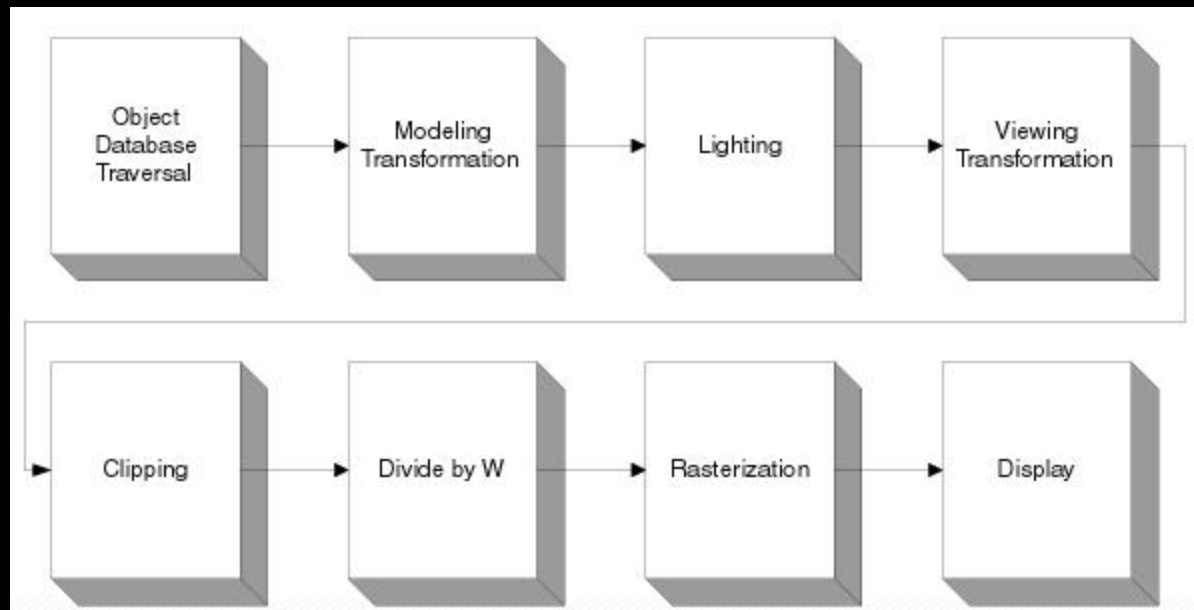 Object
Database
Traversal
Modeling
Transformation
Lighting
Viewing
Transformation
Clipping
Divide by W
Rasterization
Display